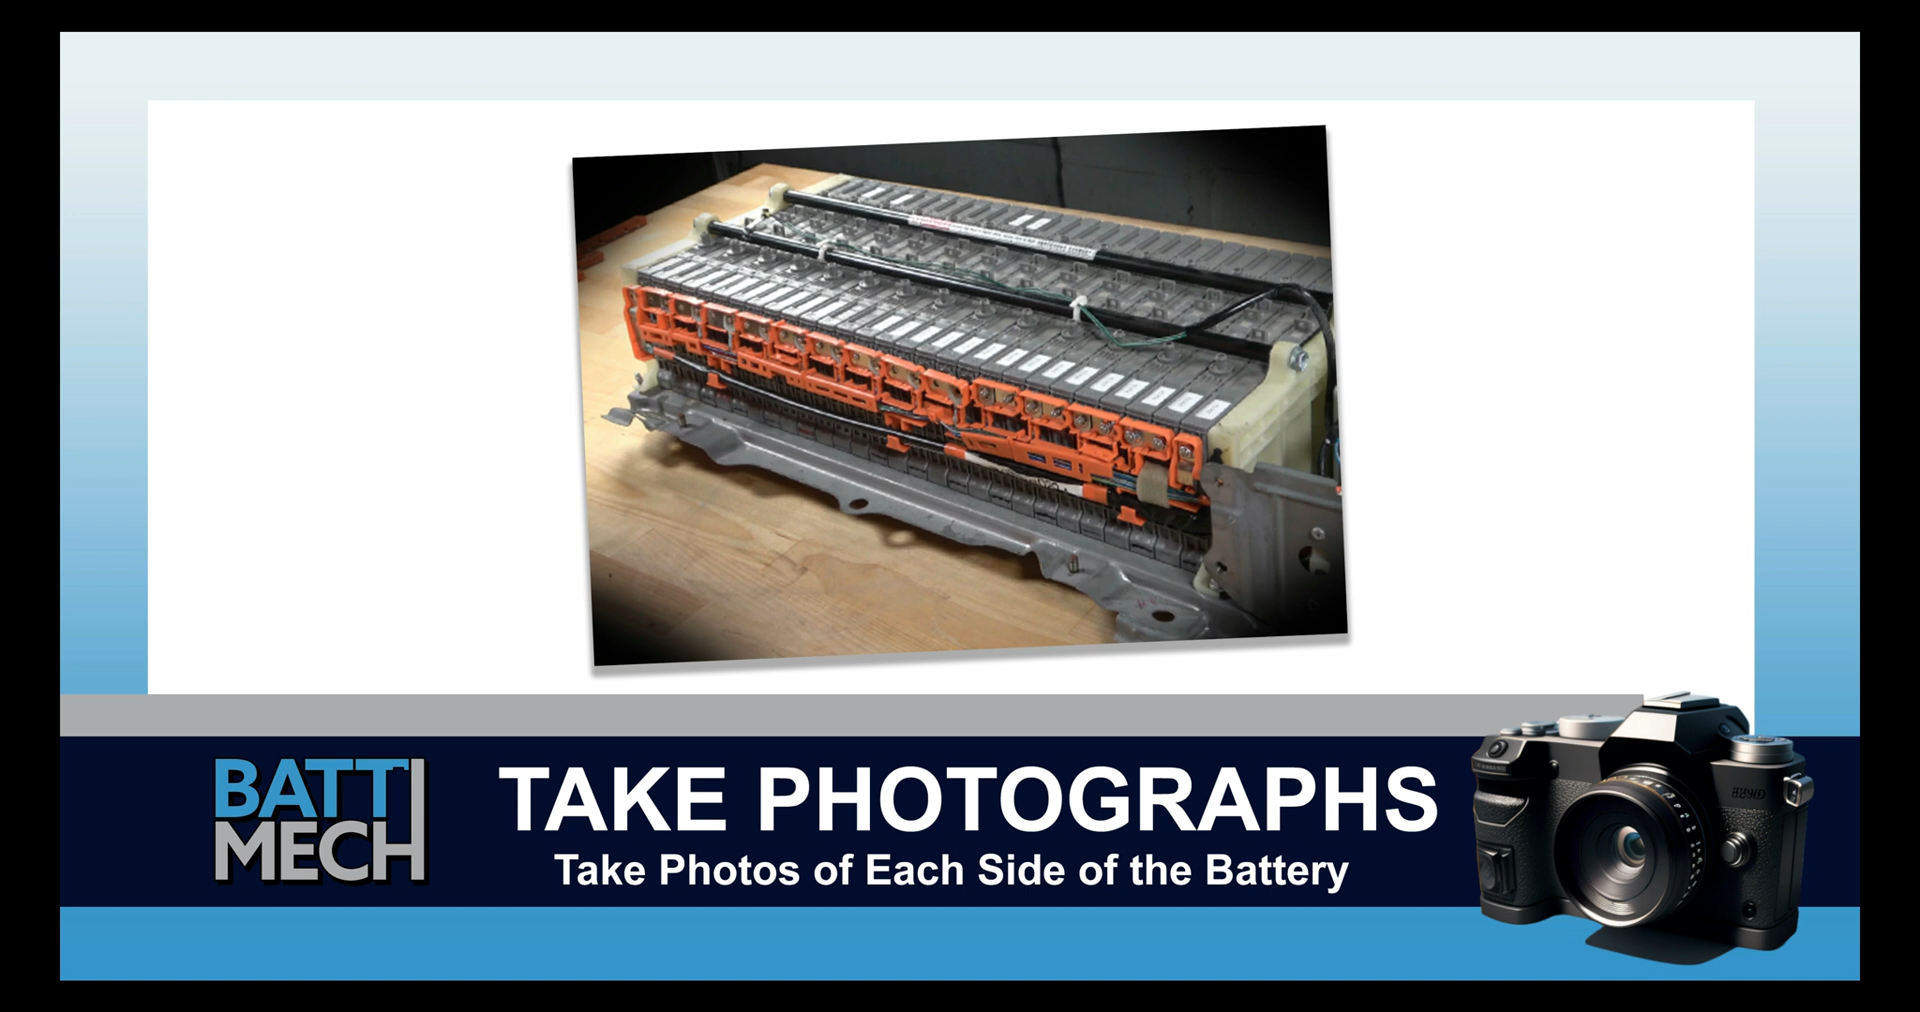 BATT
MECH
TAKE PHOTOGRAPHS
Take Photos of Each Side of the Battery